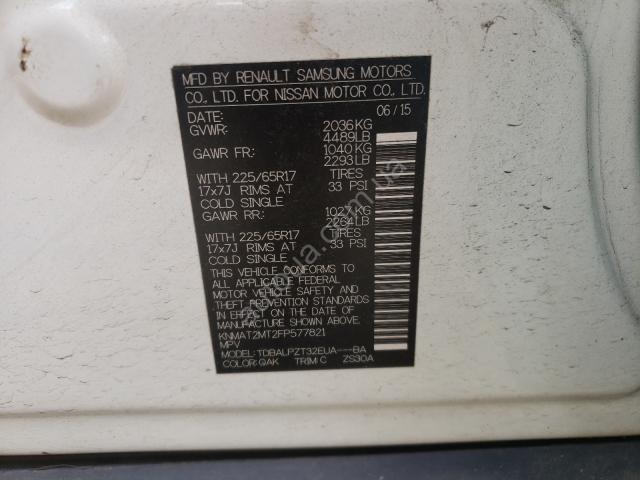 MFD BY RENAULT SAMSUNG MOTORS
CO., LTD. FOR NISSAN MOTOR CO., LTD.
DATE: 06/15
GVWR: 2036KG
4489LB
GAWR FR: 1040KG
2293LB
WITH 225/65R17 TIRES
17x7J RIMS AT 33 PSI
COLD SINGLE
GAWR RR: 1027KG
2264LB
WITH 225/65R17 TIRES
17x7J RIMS AT 33 PSI
COLD SINGLE
THIS VEHICLE CONFORMS TO
ALL APPLICABLE FEDERAL
MOTOR VEHICLE SAFETY AND
THEFT PREVENTION STANDARDS
IN EFFECT ON THE DATE OF
MANUFACTURE SHOWN ABOVE.
KNMAT2MT2FP577821
MPV
MODEL: TDBALPZT32EUA---BA
COLOR: QAK TRIM: C ZS30A